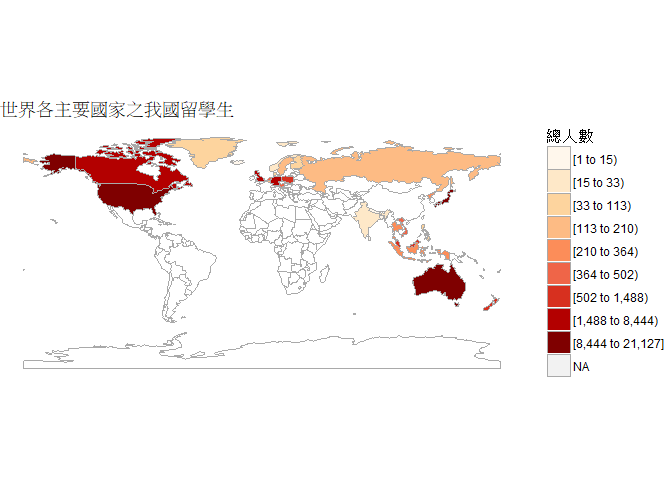 世界各主要國家之我國留學生
總人數
[1 to 15)
[15 to 33)
[33 to 113)
[113 to 210)
[210 to 364)
[364 to 502)
[502 to 1,488)
[1,488 to 8,444)
[8,444 to 21,127]
NA